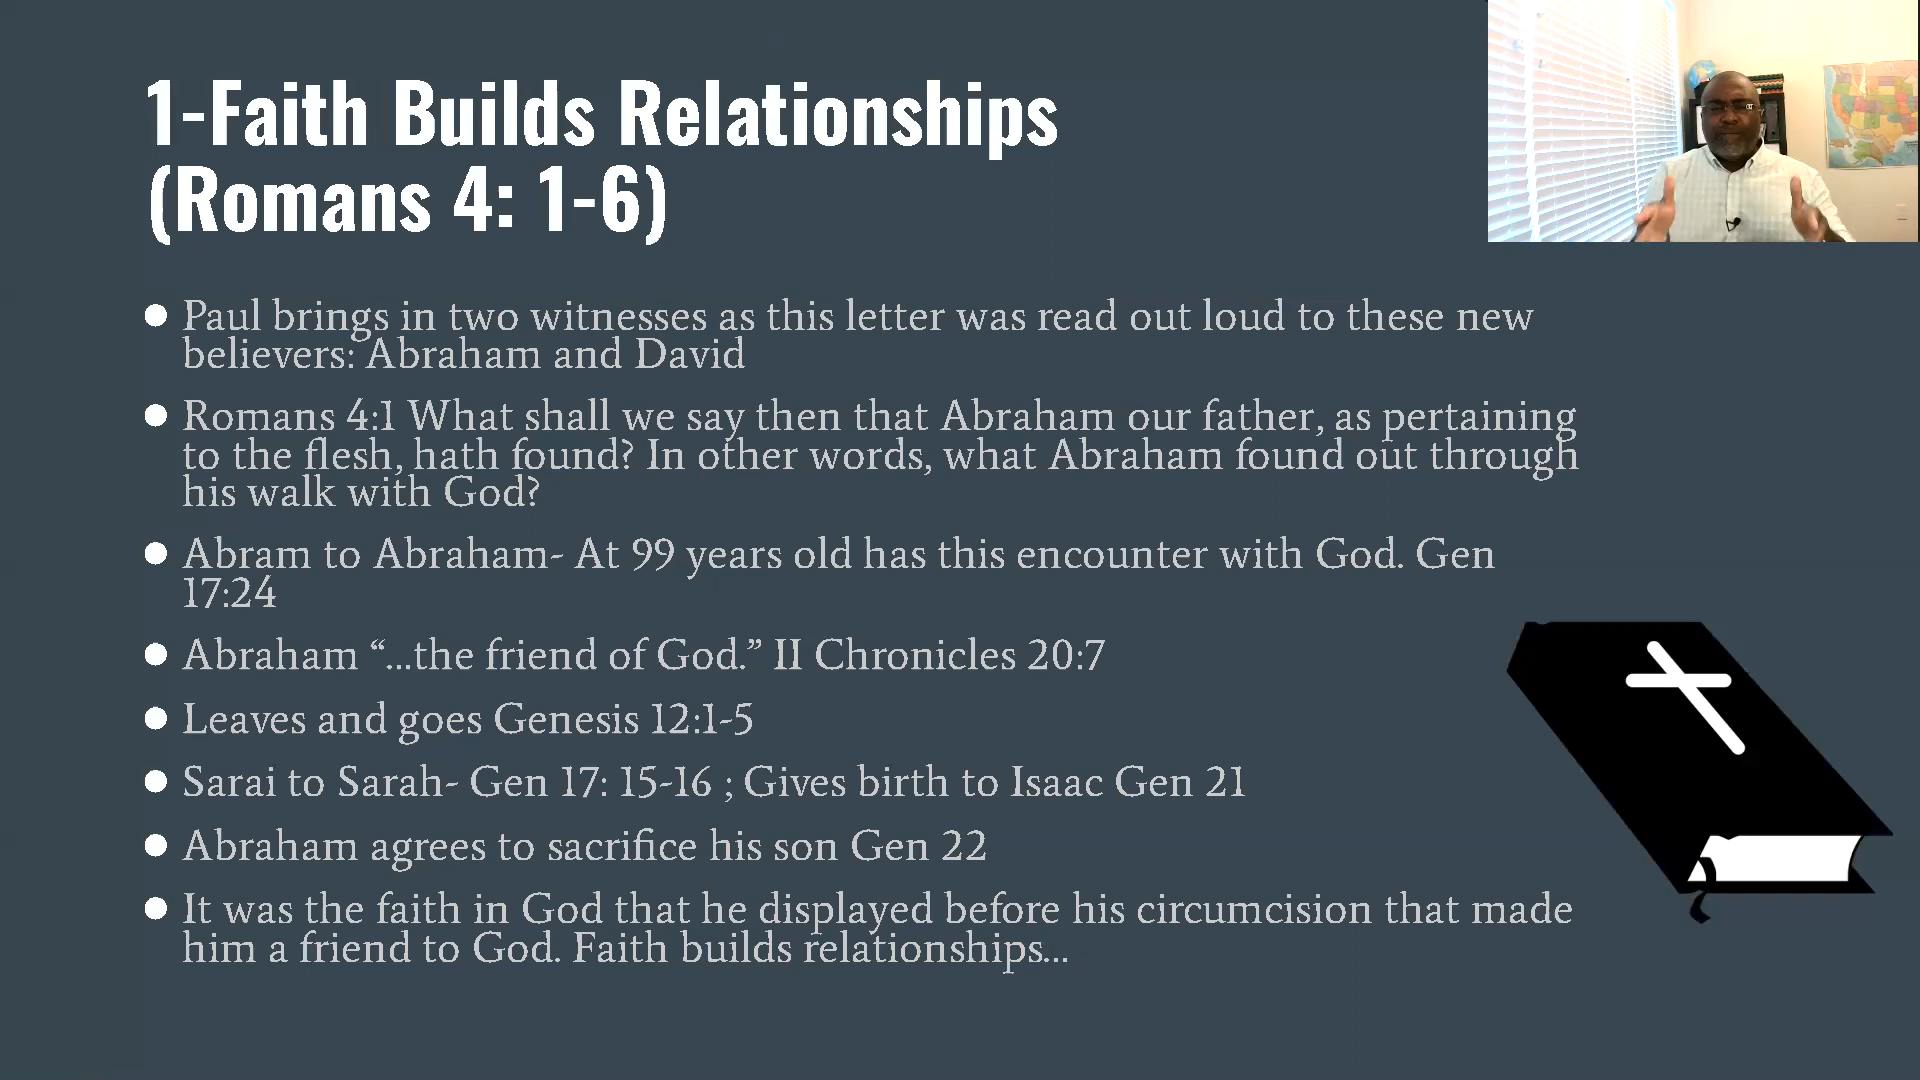 1-Faith Builds Relationships
(Romans 4: 1-6)
● Paul brings in two witnesses as this letter was read out loud to these new
believers: Abraham and David
● Romans 4:1 What shall we say then that Abraham our father, as pertaining
to the flesh, hath found? In other words, what Abraham found out through
his walk with God?
● Abram to Abraham- At 99 years old has this encounter with God. Gen
17:24
● Abraham “...the friend of God.” II Chronicles 20:7
● Leaves and goes Genesis 12:1-5
● Sarai to Sarah- Gen 17: 15-16 ; Gives birth to Isaac Gen 21
● Abraham agrees to sacrifice his son Gen 22
● It was the faith in God that he displayed before his circumcision that made
him a friend to God. Faith builds relationships...